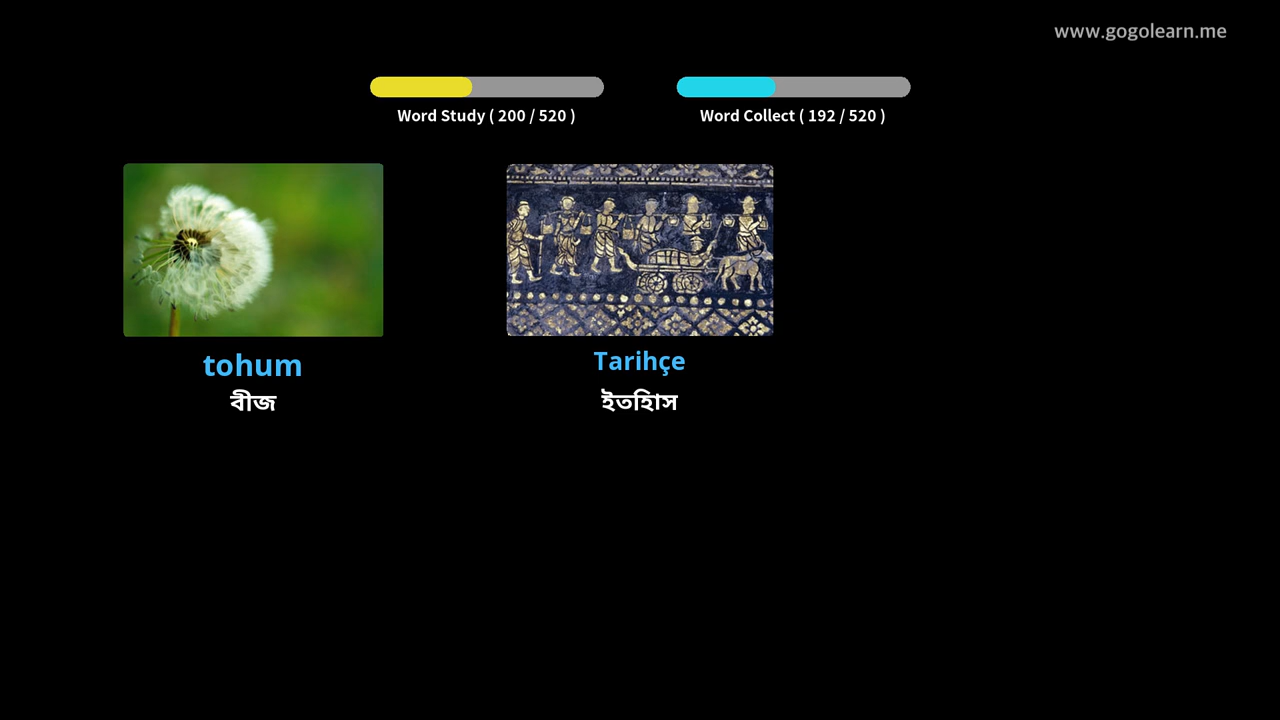 www.gogolearn.me
Word Study ( 200 / 520 )
Word Collect ( 192 / 520 )
tohum
বীজ
Tarihçe
ইতিহাস